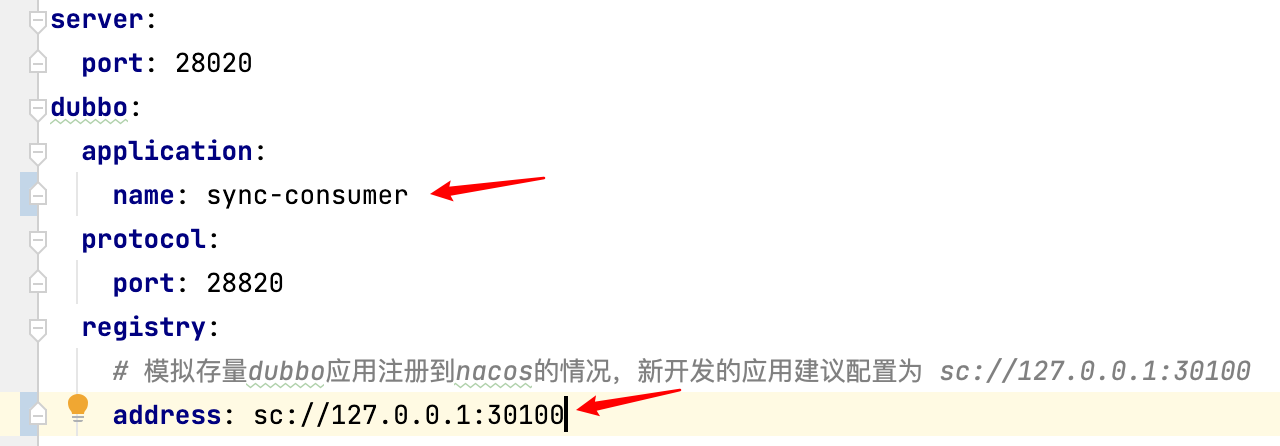 server:
  port: 28020
dubbo:
  application:
    name: sync-consumer
  protocol:
    port: 28820
  registry:
    # 模拟存量dubbo应用注册到nacos的情况，新开发的应用建议配置为 sc://127.0.0.1:30100
    address: sc://127.0.0.1:30100